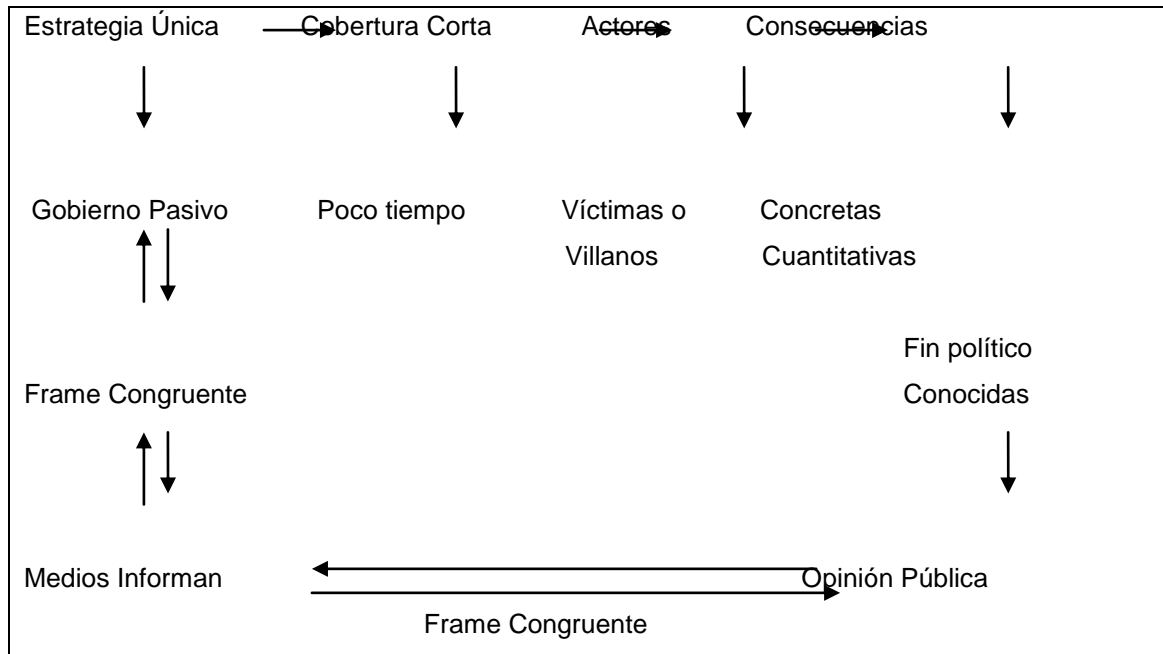 Estrategia Única Cobertura Corta Actores Consecuencias
Gobierno Pasivo Poco tiempo Víctimas o Concretas
Villanos Cuantitativas
Fin político
Frame Congruente Conocidas
Medios Informan Opinión Pública
Frame Congruente